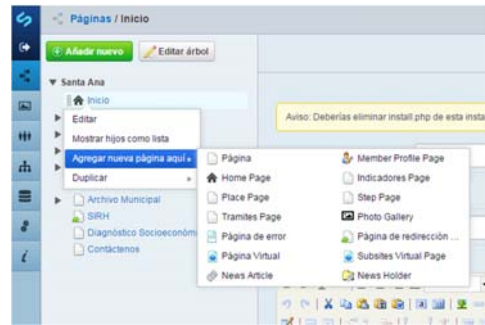 Páginas / Inicio
Añadir nuevo
Editar árbol
Santa Ana
Inicio
Aviso: Deberías eliminar install.php de esta insta
Editar
Mostrar hijos como lista
Agregar nueva página aquí
Duplicar
Página
Member Profile Page
Home Page
Indicadores Page
Place Page
Step Page
Tramites Page
Photo Gallery
Página de error
Página de redirección ...
Página Virtual
Subsites Virtual Page
News Article
News Holder
Archivo Municipal
SIRH
Diagnóstico Socioeconómi
Contáctenos